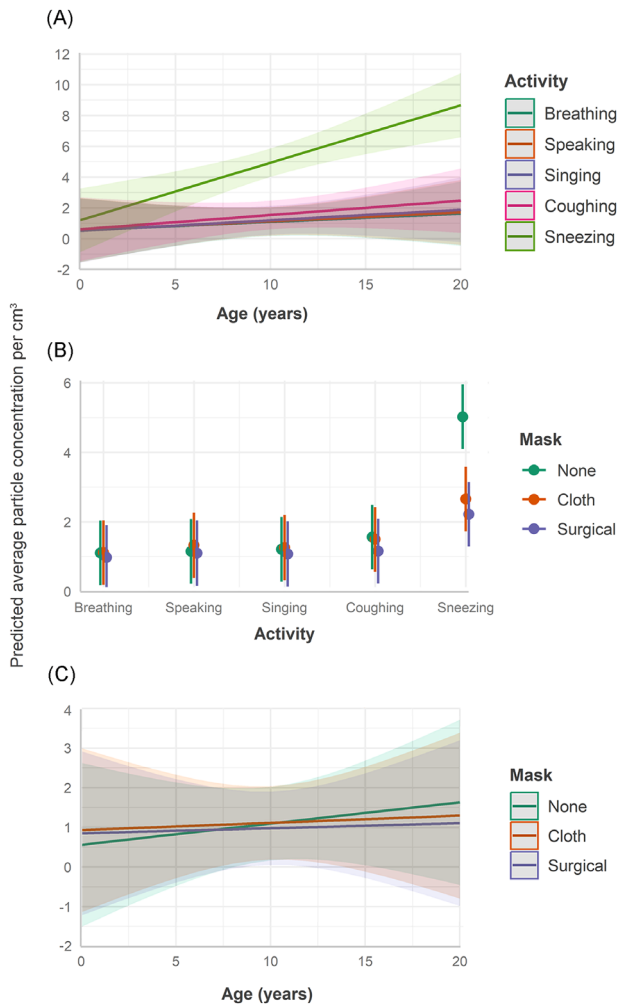 (A)
12
10
8
6
4
2
0
-2
0 5 10 15 20
Age (years)
Activity
Breathing
Speaking
Singing
Coughing
Sneezing
Predicted average particle concentration per cm³
(B)
6
4
2
0
Breathing Speaking Singing Coughing Sneezing
Activity
Mask
None
Cloth
Surgical
(C)
4
3
2
1
0
-1
-2
0 5 10 15 20
Age (years)
Mask
None
Cloth
Surgical